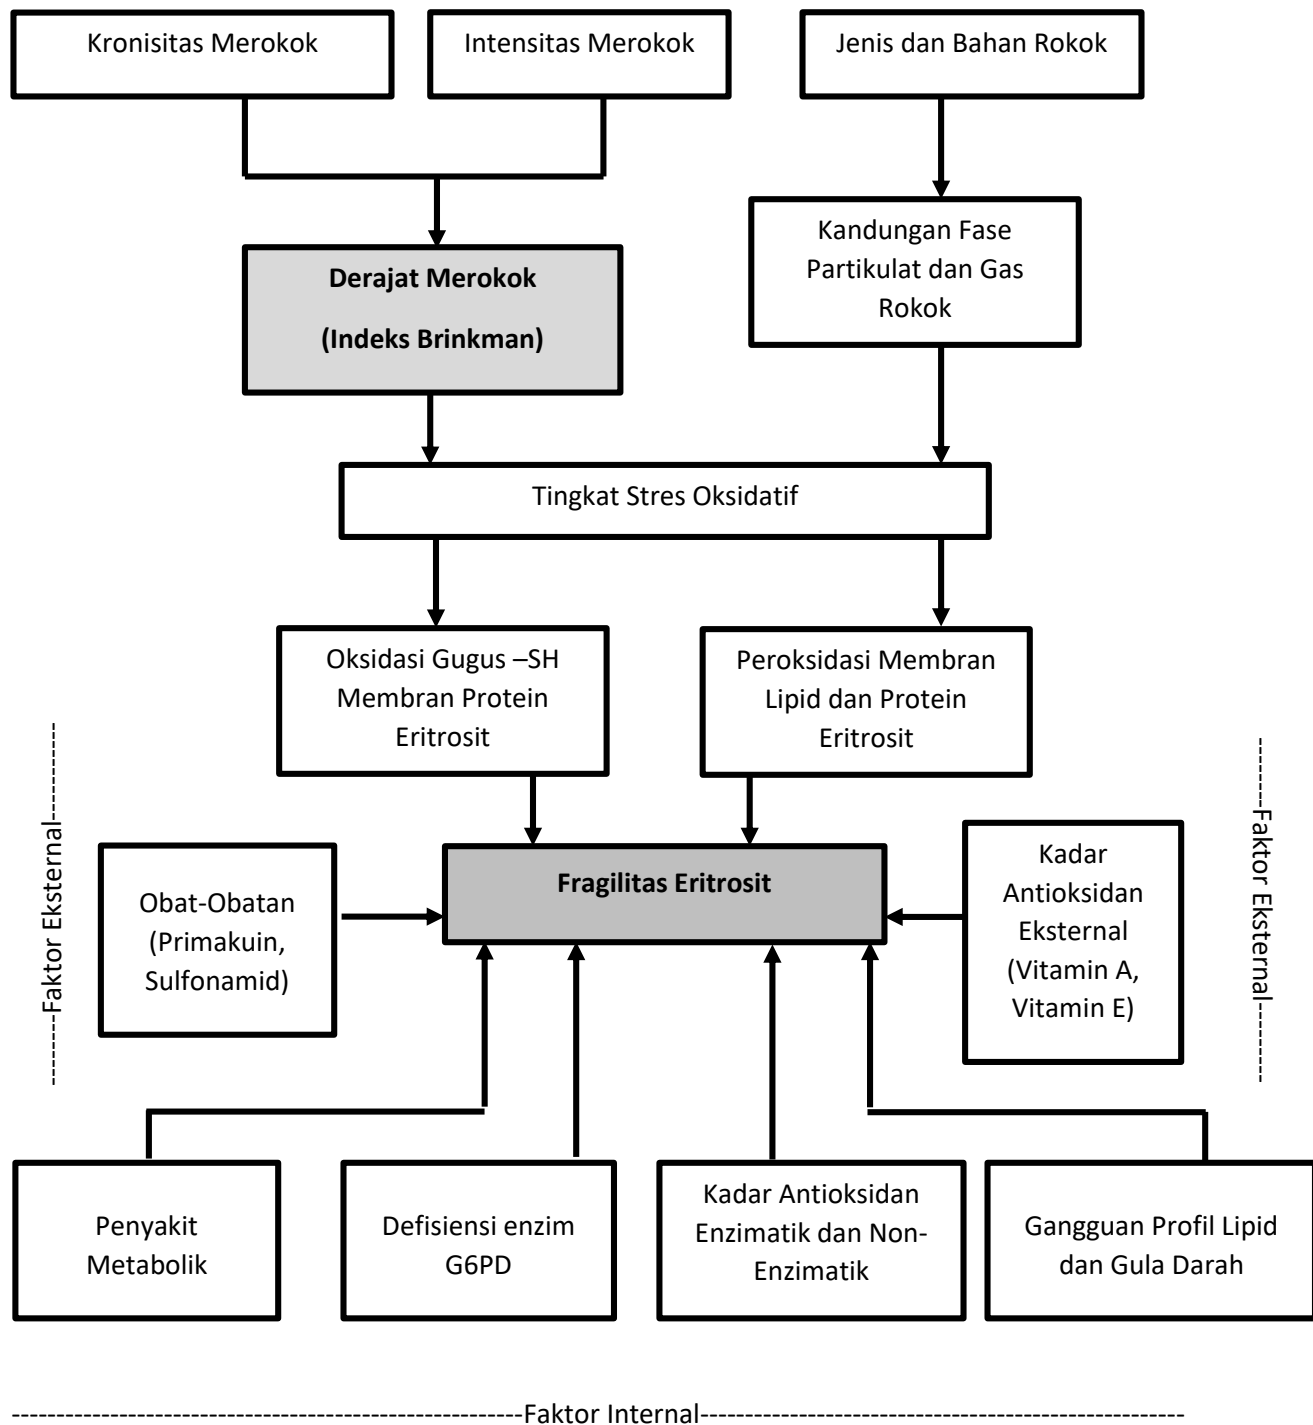 Kronisitas Merokok
Intensitas Merokok
Jenis dan Bahan Rokok
Kandungan Fase
Partikulat dan Gas
Rokok
Derajat Merokok
(Indeks Brinkman)
Tingkat Stres Oksidatif
Oksidasi Gugus –SH
Membran Protein
Eritrosit
Peroksidasi Membran
Lipid dan Protein
Eritrosit
--------Faktor Eksternal------------
Fragilitas Eritrosit
Obat-Obatan
(Primakuin,
Sulfonamid)
Kadar
Antioksidan
Eksternal
(Vitamin A,
Vitamin E)
--------Faktor Eksternal---------
Penyakit
Metabolik
Defisiensi enzim
G6PD
Kadar Antioksidan
Enzimatik dan Non-
Enzimatik
Gangguan Profil Lipid
dan Gula Darah
----------------------------------------------------------Faktor Internal-------------------------------------------------------